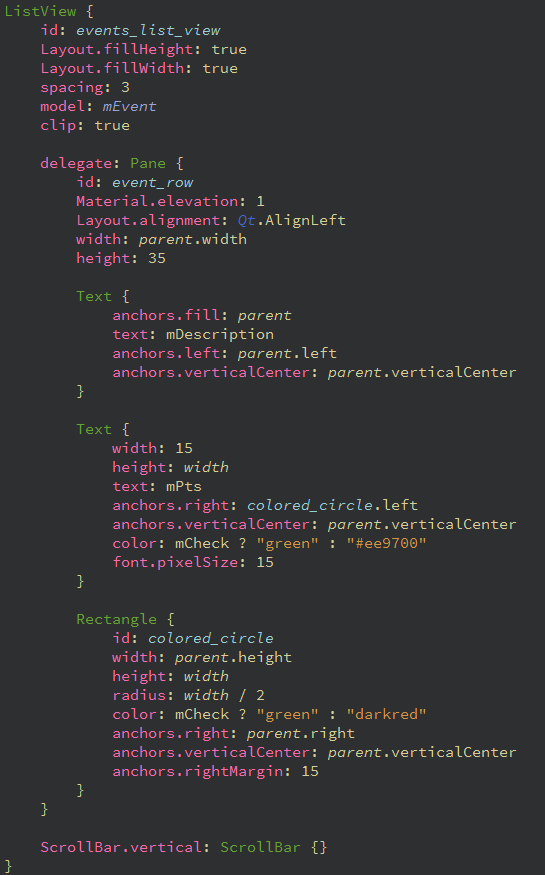 ListView {
    id: events_list_view
    Layout.fillHeight: true
    Layout.fillWidth: true
    spacing: 3
    model: mEvent
    clip: true

    delegate: Pane {
        id: event_row
        Material.elevation: 1
        Layout.alignment: Qt.AlignLeft
        width: parent.width
        height: 35

        Text {
            anchors.fill: parent
            text: mDescription
            anchors.left: parent.left
            anchors.verticalCenter: parent.verticalCenter
        }

        Text {
            width: 15
            height: width
            text: mPts
            anchors.right: colored_circle.left
            anchors.verticalCenter: parent.verticalCenter
            color: mCheck ? "green" : "#ee9700"
            font.pixelSize: 15
        }

        Rectangle {
            id: colored_circle
            width: parent.height
            height: width
            radius: width / 2
            color: mCheck ? "green" : "darkred"
            anchors.right: parent.right
            anchors.verticalCenter: parent.verticalCenter
            anchors.rightMargin: 15
        }
    }

    ScrollBar.vertical: ScrollBar {}
}